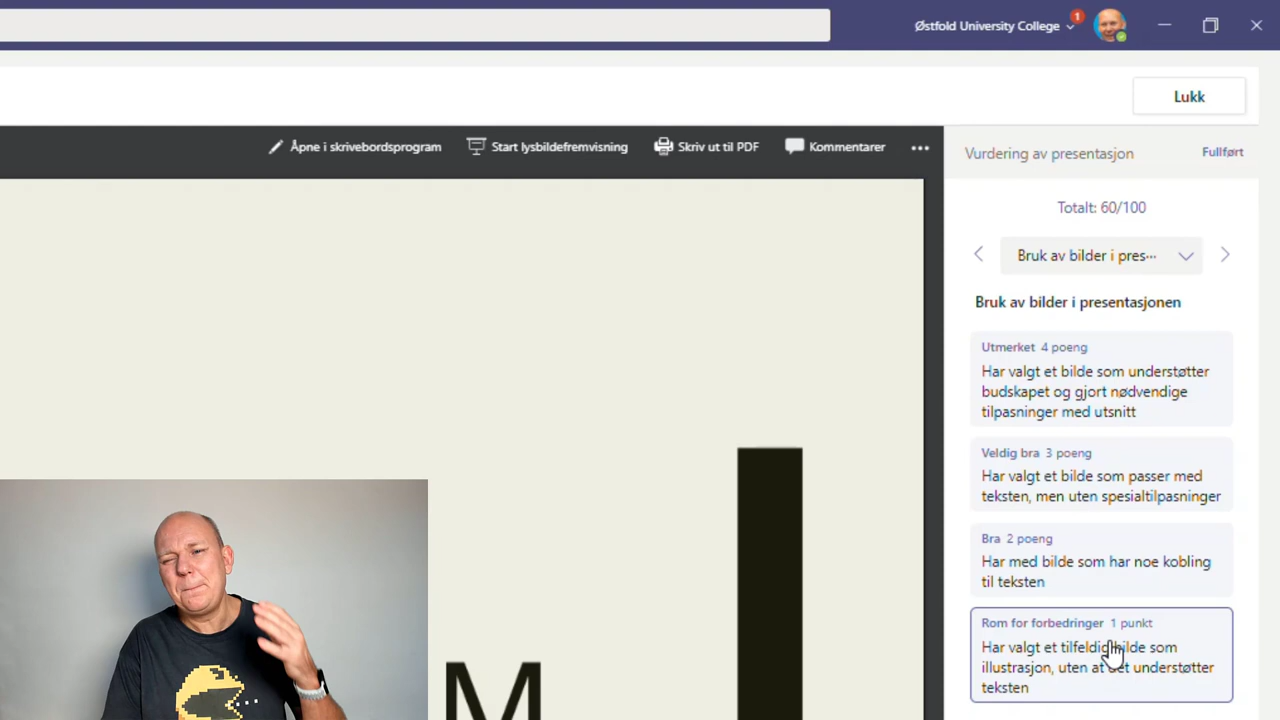 Østfold University College
1
Lukk
Åpne i skrivebordsprogram
Start lysbildefremvisning
Skriv ut til PDF
Kommentarer
Vurdering av presentasjon
Fullført
Totalt: 60/100
Bruk av bilder i pres···
Bruk av bilder i presentasjonen
Utmerket 4 poeng
Har valgt et bilde som understøtter
budskapet og gjort nødvendige
tilpasninger med utsnitt
Veldig bra 3 poeng
Har valgt et bilde som passer med
teksten, men uten spesialtilpasninger
Bra 2 poeng
Har med bilde som har noe kobling
til teksten
Rom for forbedringer 1 punkt
Har valgt et tilfeldig bilde som
illustrasjon, uten at det understøtter
teksten
M